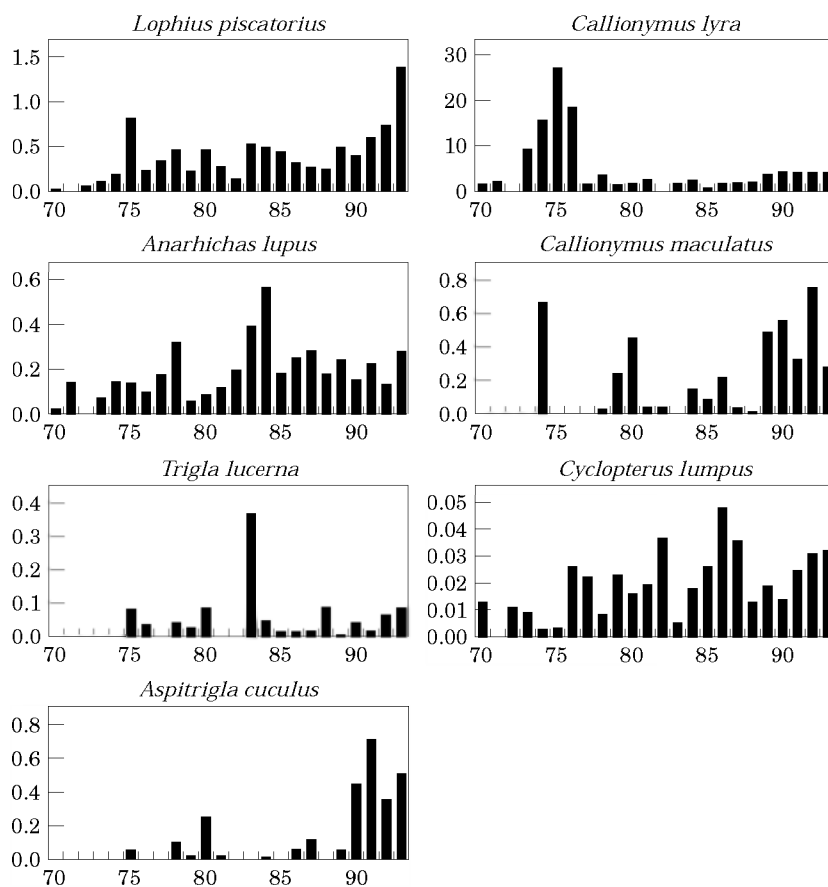 Lophius piscatorius
1.5
1.0
0.5
0.0
70 75 80 85 90
Callionymus lyra
30
20
10
0
70 75 80 85 90
Anarhichas lupus
0.6
0.4
0.2
0.0
70 75 80 85 90
Callionymus maculatus
0.8
0.6
0.4
0.2
0.0
70 75 80 85 90
Trigla lucerna
0.4
0.3
0.2
0.1
0.0
70 75 80 85 90
Cyclopterus lumpus
0.05
0.04
0.03
0.02
0.01
0.00
70 75 80 85 90
Aspitrigla cuculus
0.8
0.6
0.4
0.2
0.0
70 75 80 85 90